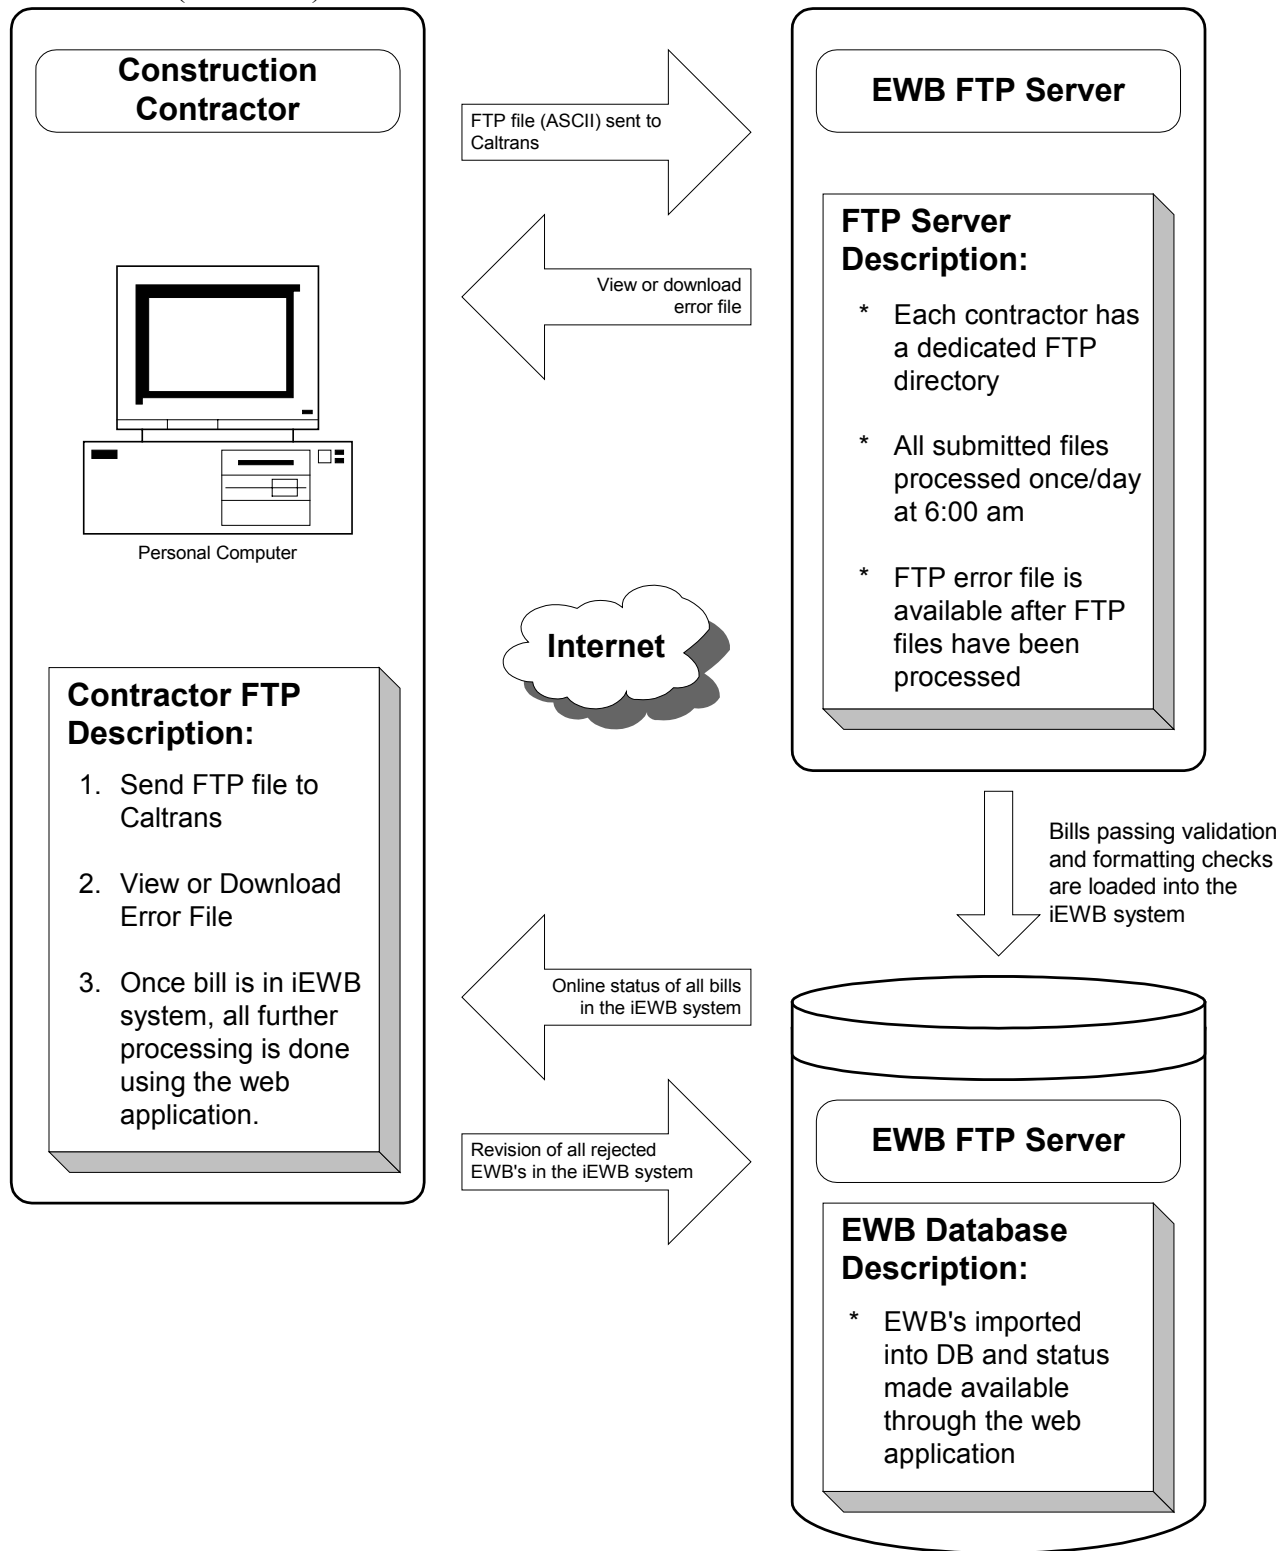 Construction
Contractor
FTP file (ASCII) sent to
Caltrans
View or download
error file
EWB FTP Server
FTP Server
Description:
* Each contractor has
a dedicated FTP
directory
* All submitted files
processed once/day
at 6:00 am
* FTP error file is
available after FTP
files have been
processed
Personal Computer
Internet
Contractor FTP
Description:
1. Send FTP file to
Caltrans
2. View or Download
Error File
3. Once bill is in iEWB
system, all further
processing is done
using the web
application.
Bills passing validation
and formatting checks
are loaded into the
iEWB system
Online status of all bills
in the iEWB system
Revision of all rejected
EWB's in the iEWB system
EWB FTP Server
EWB Database
Description:
* EWB's imported
into DB and status
made available
through the web
application